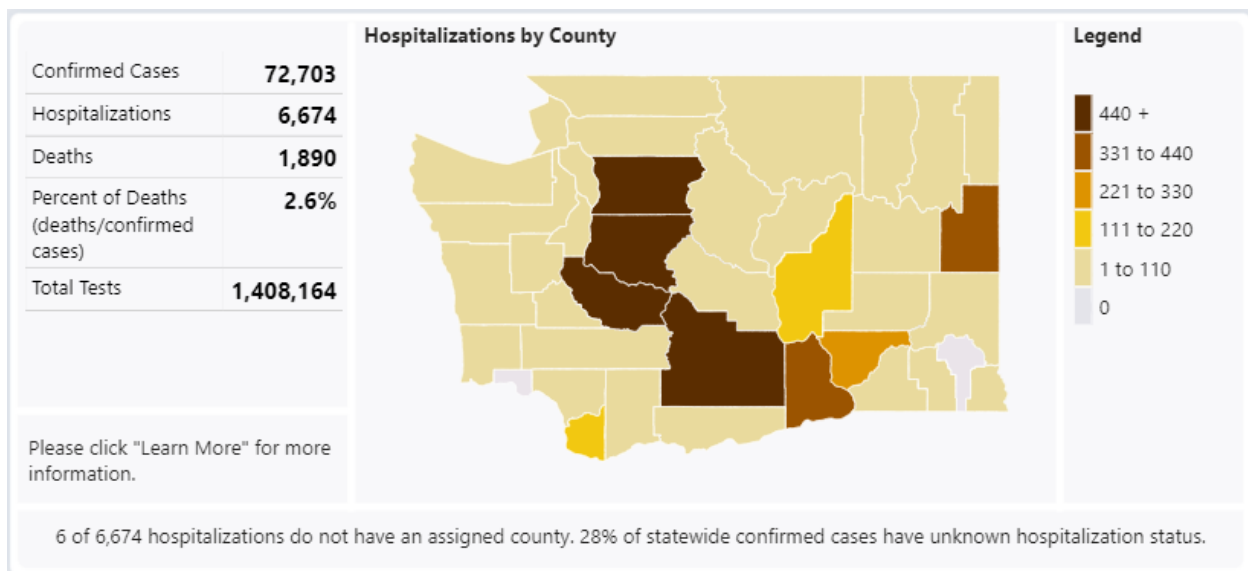 Confirmed Cases 72,703
Hospitalizations 6,674
Deaths 1,890
Percent of Deaths 2.6%
(deaths/confirmed
cases)
Total Tests 1,408,164
Please click "Learn More" for more
information.
Hospitalizations by County
Legend
440 +
331 to 440
221 to 330
111 to 220
1 to 110
0
6 of 6,674 hospitalizations do not have an assigned county. 28% of statewide confirmed cases have unknown hospitalization status.